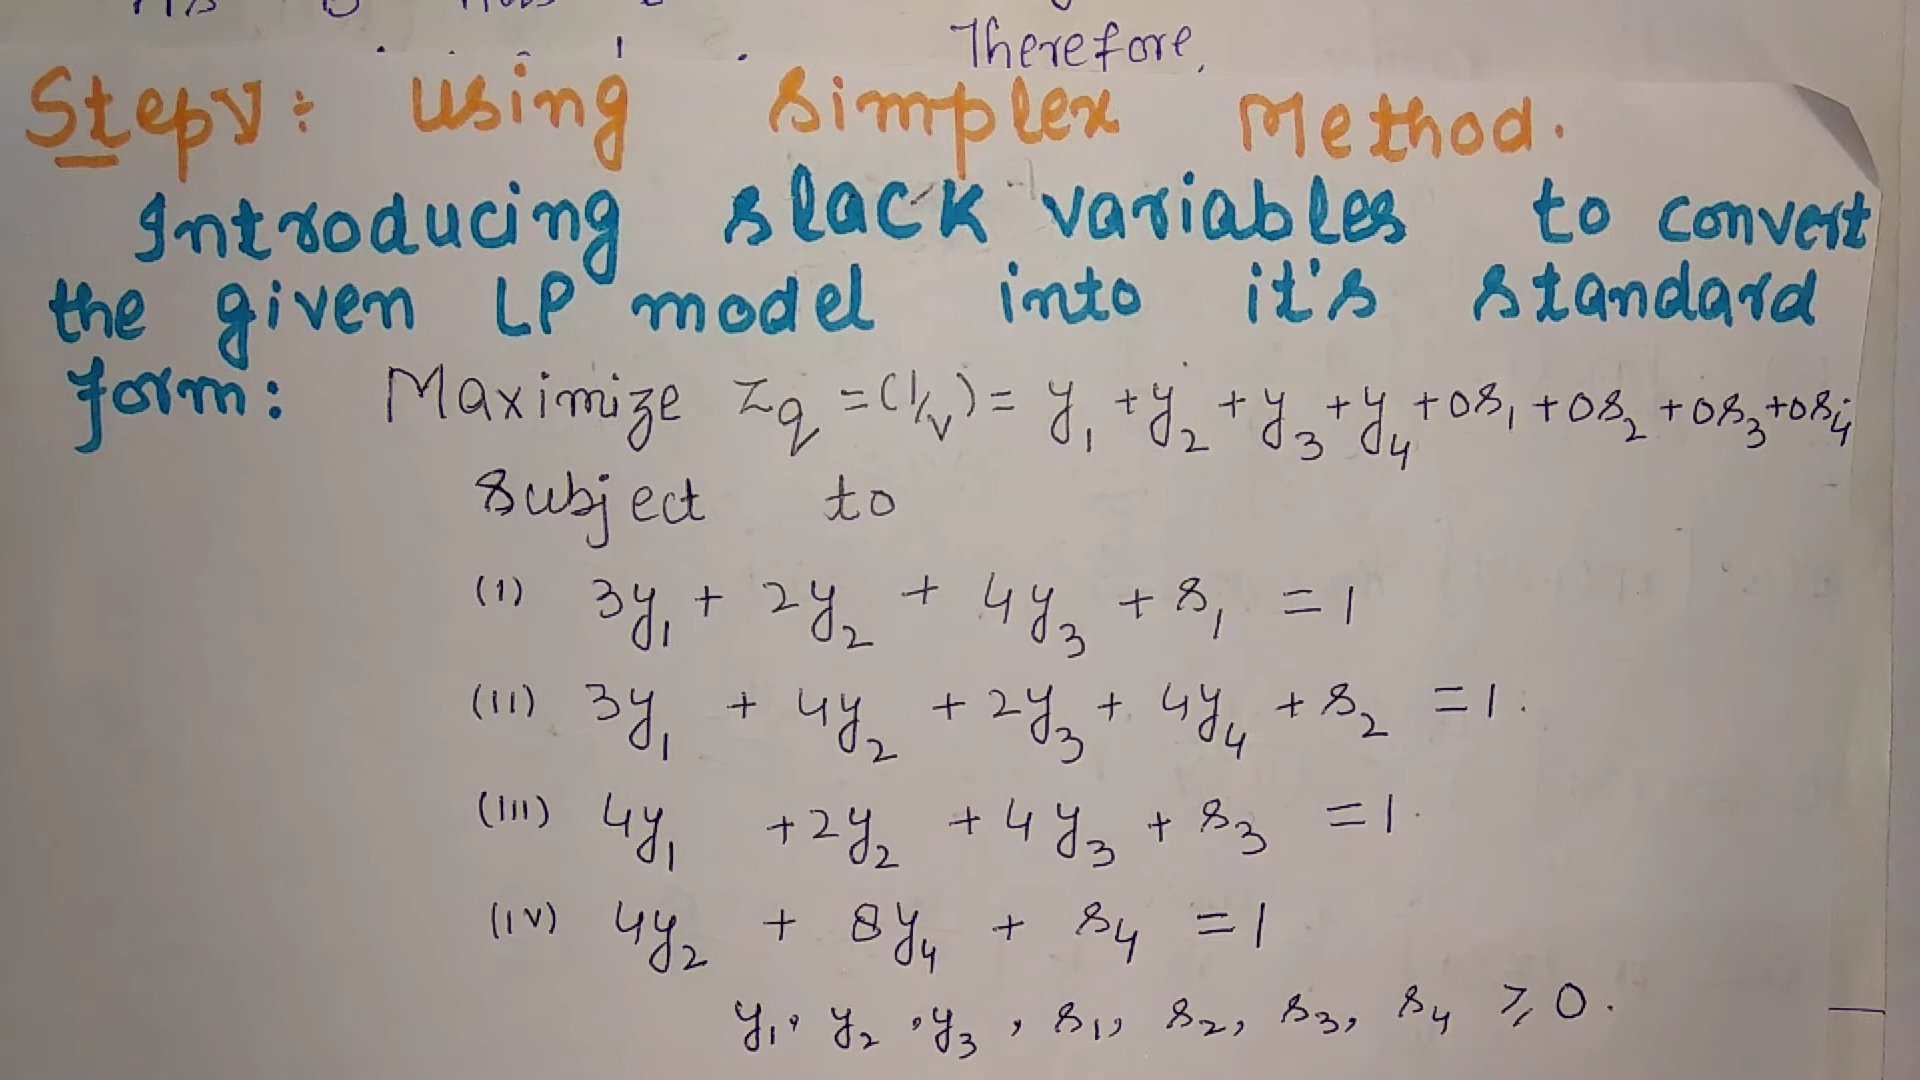 Therefore,
Step V: using simplex Method.
Introducing slack variables to convert
the given LP model into it's standard
form: Maximize Zq = (1/v) = y₁ + y₂ + y₃ + y₄ + 0s₁ + 0s₂ + 0s₃ + 0s₄
subject to
(i) 3y₁ + 2y₂ + 4y₃ + s₁ = 1
(ii) 3y₁ + 4y₂ + 2y₃ + 4y₄ + s₂ = 1.
(iii) 4y₁ + 2y₂ + 4y₃ + s₃ = 1.
(iv) 4y₂ + 8y₄ + s₄ = 1
y₁, y₂, y₃, s₁, s₂, s₃, s₄ ≥ 0.